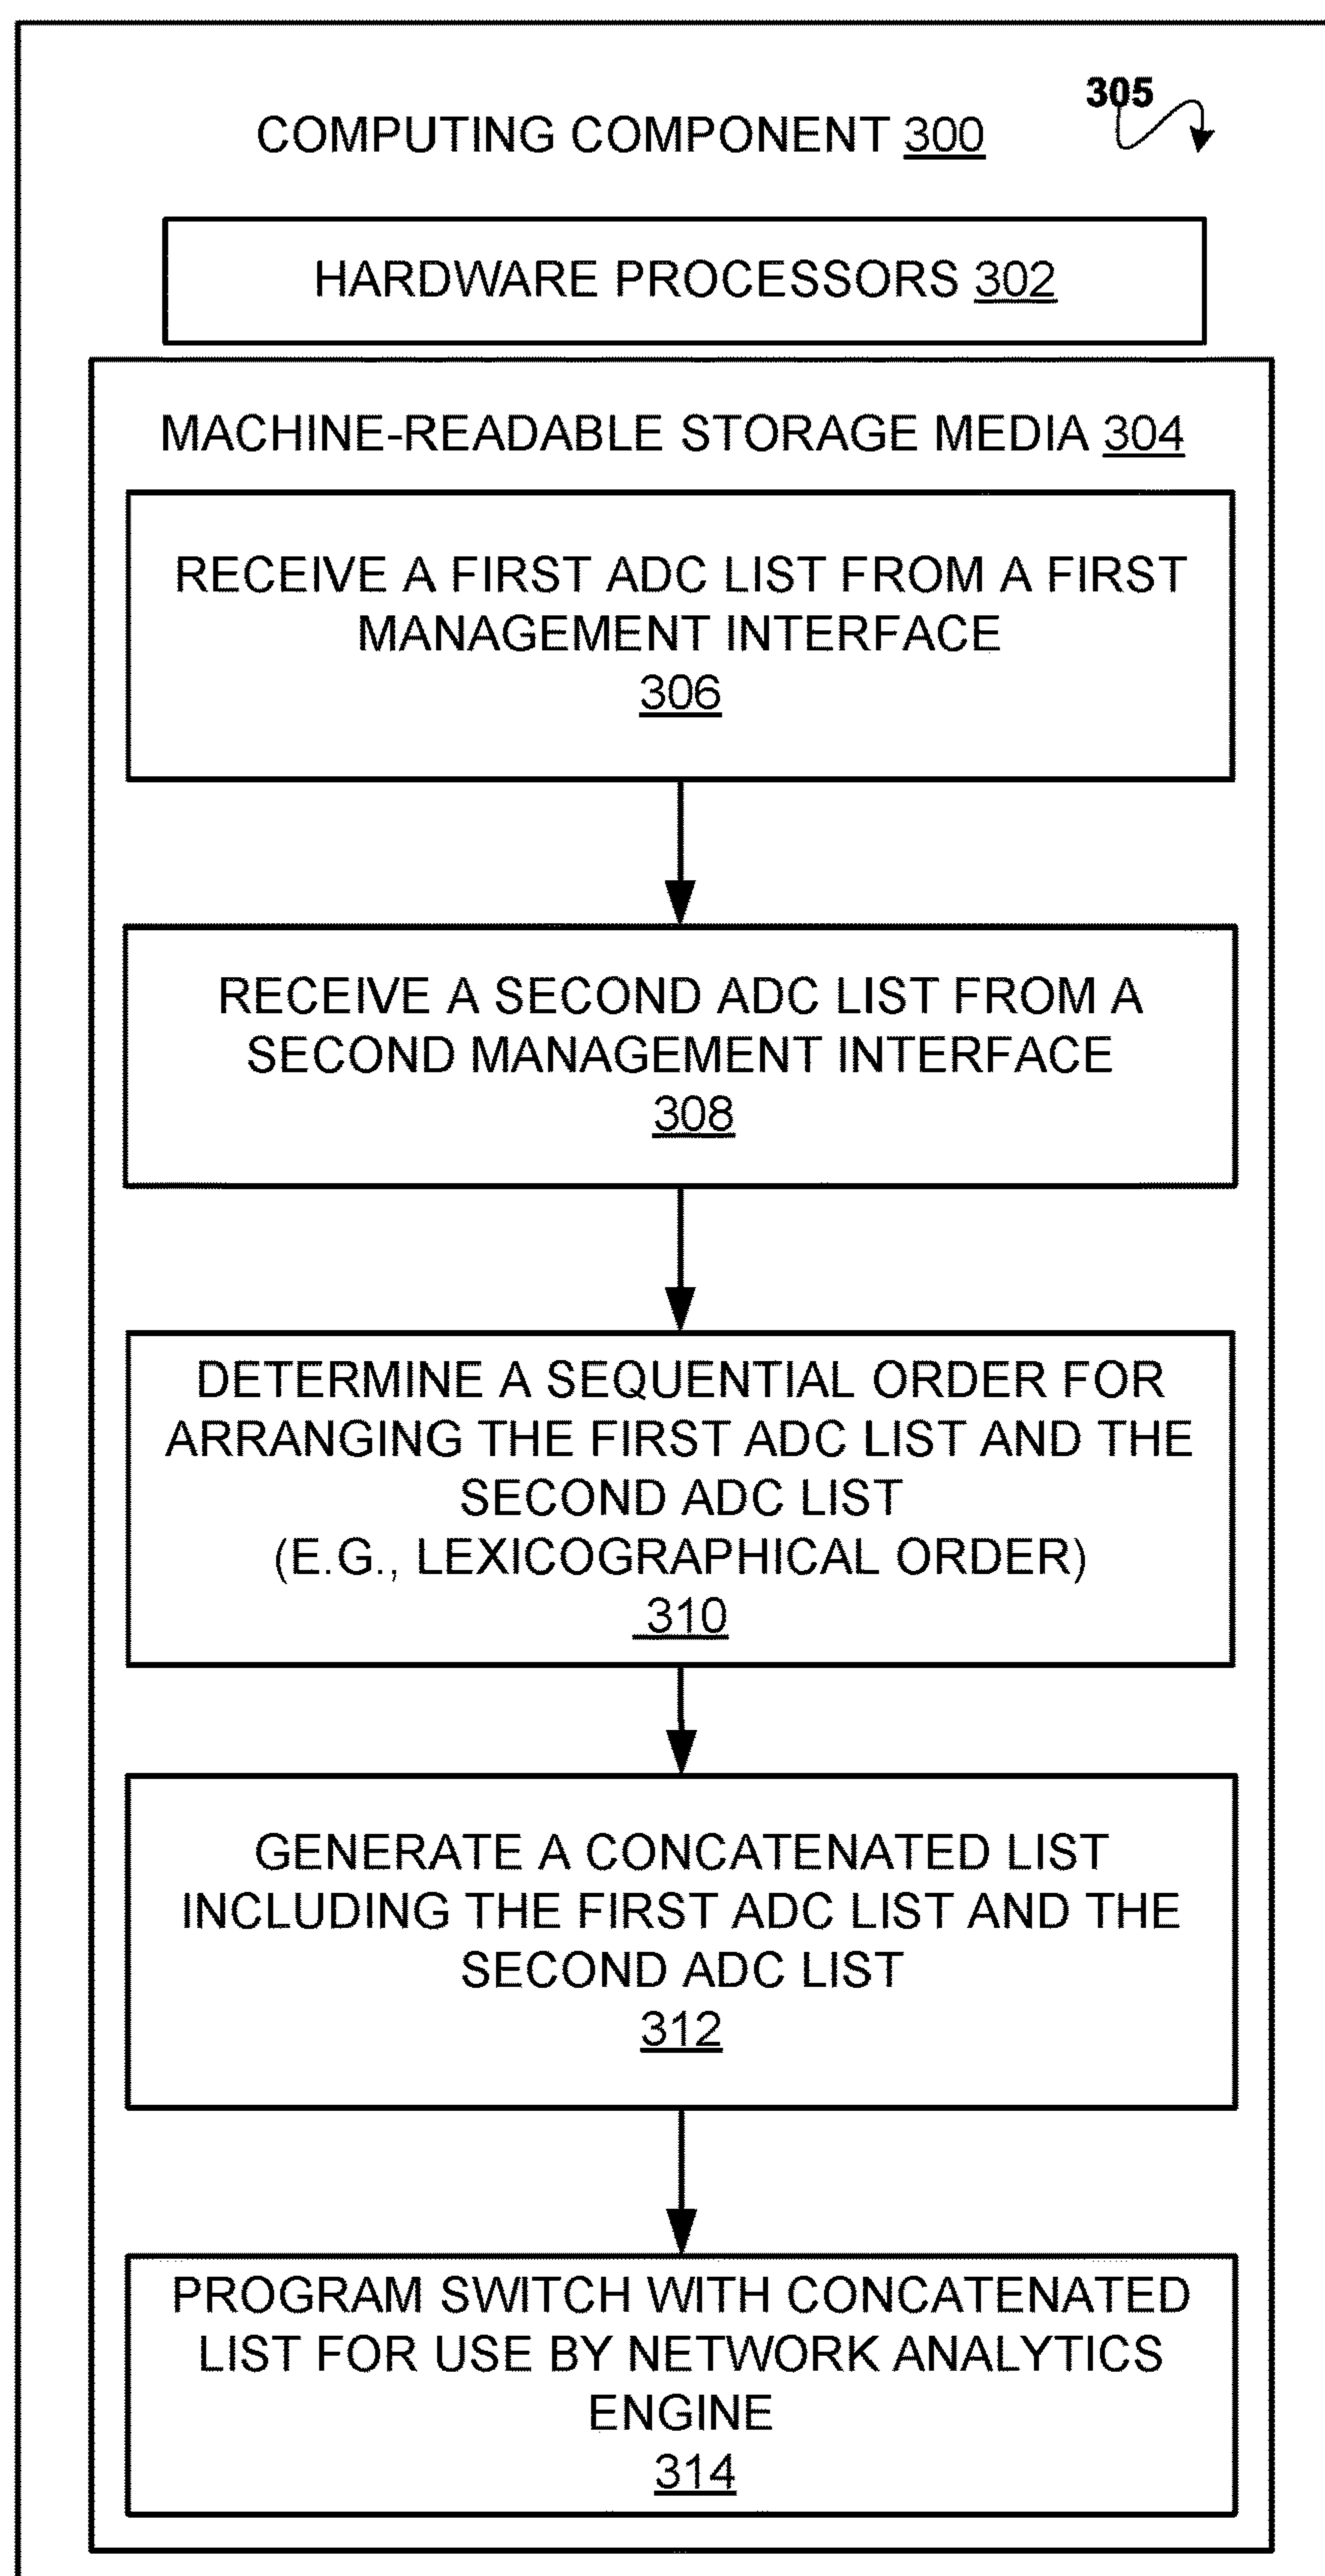 COMPUTING COMPONENT 300
305
HARDWARE PROCESSORS 302
MACHINE-READABLE STORAGE MEDIA 304
RECEIVE A FIRST ADC LIST FROM A FIRST
MANAGEMENT INTERFACE
306
RECEIVE A SECOND ADC LIST FROM A
SECOND MANAGEMENT INTERFACE
308
DETERMINE A SEQUENTIAL ORDER FOR
ARRANGING THE FIRST ADC LIST AND THE
SECOND ADC LIST
(E.G., LEXICOGRAPHICAL ORDER)
310
GENERATE A CONCATENATED LIST
INCLUDING THE FIRST ADC LIST AND THE
SECOND ADC LIST
312
PROGRAM SWITCH WITH CONCATENATED
LIST FOR USE BY NETWORK ANALYTICS
ENGINE
314